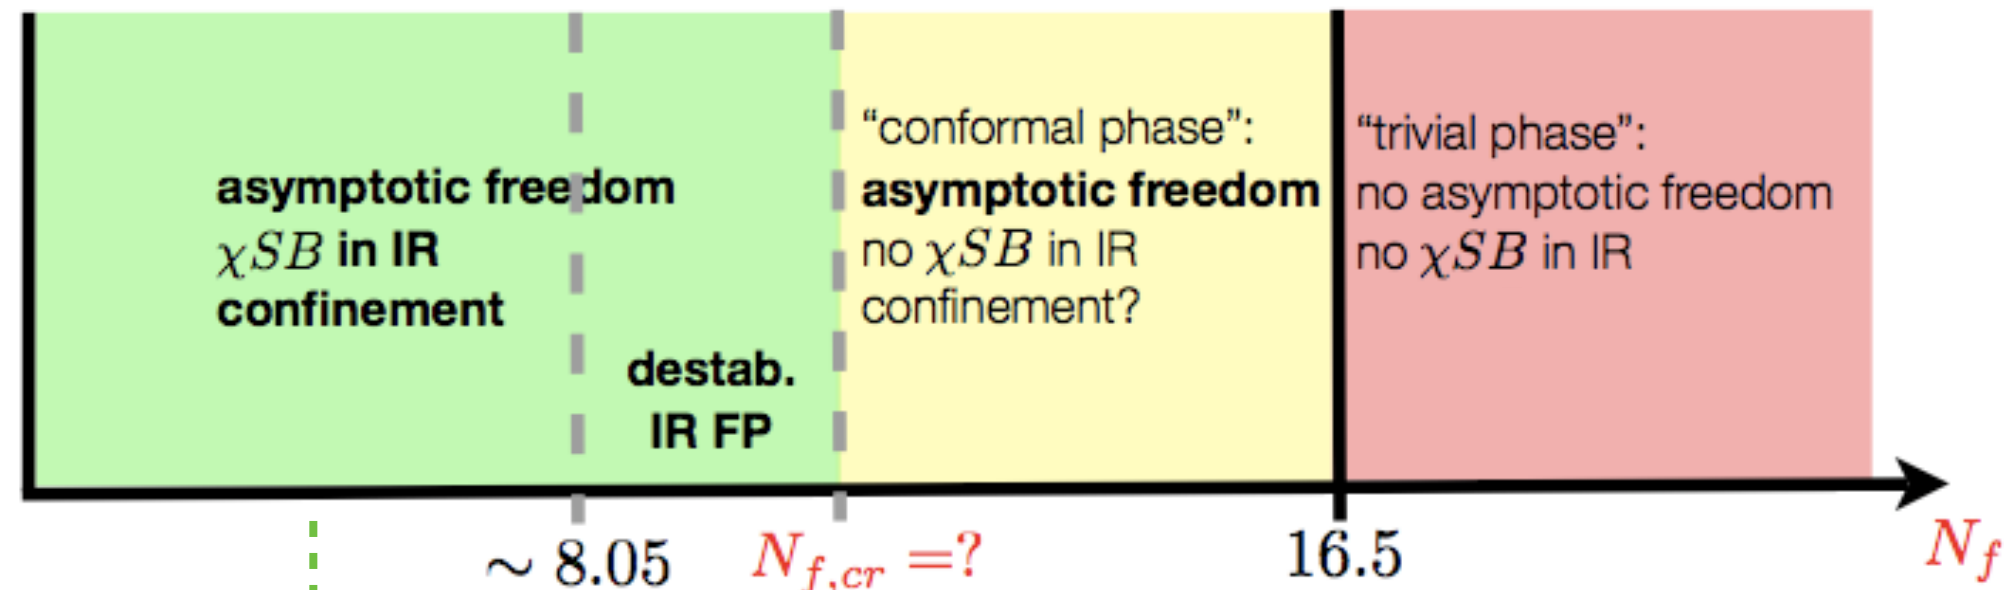 asymptotic freedom
χSB in IR
confinement
destab.
IR FP
“conformal phase”:
asymptotic freedom
no χSB in IR
confinement?
“trivial phase”:
no asymptotic freedom
no χSB in IR
∼ 8.05
N_{f,cr} =?
16.5
N_f